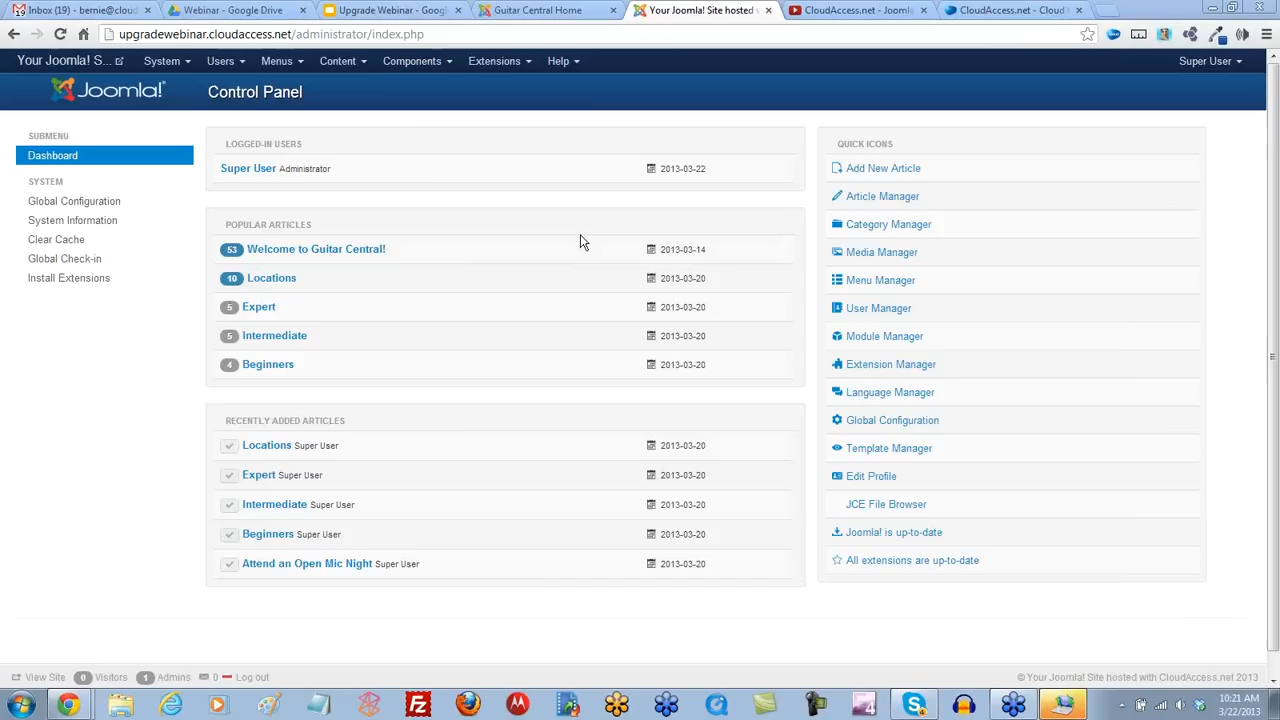 Inbox (19) - bernie@cloud
Webinar - Google Drive
Upgrade Webinar - Googl
Guitar Central Home
Your Joomla! Site hosted
CloudAccess.net - Joomla
CloudAccess.net - Cloud
upgradewebinar.cloudaccess.net/administrator/index.php
Your Joomla! S... System Users Menus Content Components Extensions Help Super User
Joomla! Control Panel
SUBMENU
Dashboard
SYSTEM
Global Configuration
System Information
Clear Cache
Global Check-in
Install Extensions
LOGGED-IN USERS
Super User Administrator 2013-03-22
POPULAR ARTICLES
53 Welcome to Guitar Central! 2013-03-14
10 Locations 2013-03-20
5 Expert 2013-03-20
5 Intermediate 2013-03-20
4 Beginners 2013-03-20
RECENTLY ADDED ARTICLES
Locations Super User 2013-03-20
Expert Super User 2013-03-20
Intermediate Super User 2013-03-20
Beginners Super User 2013-03-20
Attend an Open Mic Night Super User 2013-03-20
QUICK ICONS
Add New Article
Article Manager
Category Manager
Media Manager
Menu Manager
User Manager
Module Manager
Extension Manager
Language Manager
Global Configuration
Template Manager
Edit Profile
JCE File Browser
Joomla! is up-to-date
All extensions are up-to-date
View Site 0 Visitors 1 Admins 0 Log out
© Your Joomla! Site hosted with CloudAccess.net 2013
10:21 AM
3/22/2013